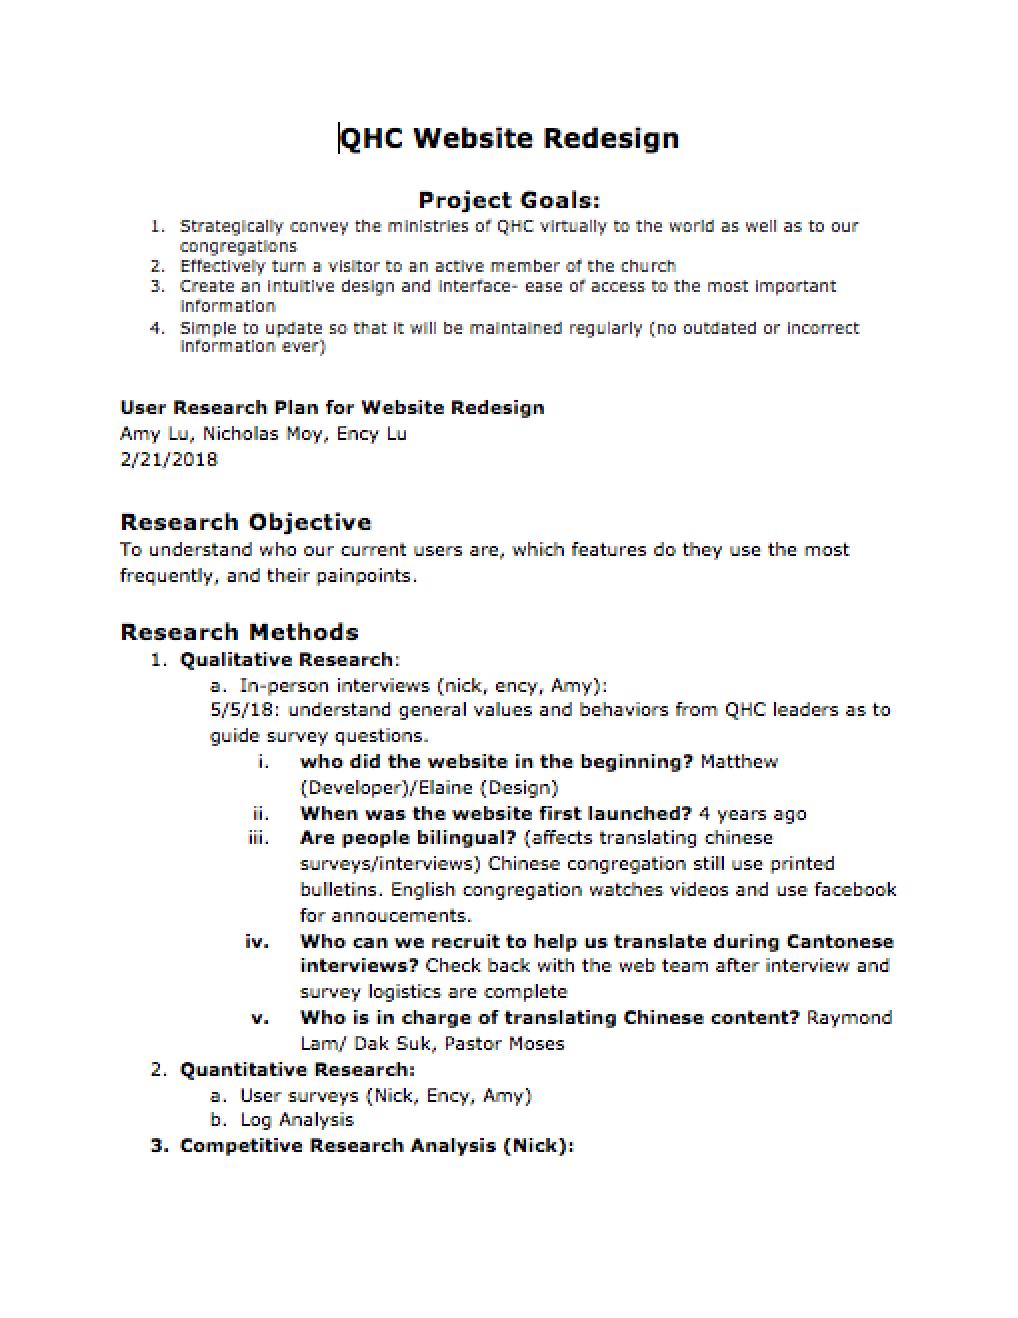 QHC Website Redesign
Project Goals:
1. Strategically convey the ministries of QHC virtually to the world as well as to our
congregations
2. Effectively turn a visitor to an active member of the church
3. Create an intuitive design and interface- ease of access to the most important
information
4. Simple to update so that it will be maintained regularly (no outdated or incorrect
information ever)
User Research Plan for Website Redesign
Amy Lu, Nicholas Moy, Ency Lu
2/21/2018
Research Objective
To understand who our current users are, which features do they use the most
frequently, and their painpoints.
Research Methods
1. Qualitative Research:
a. In-person interviews (nick, ency, Amy):
5/5/18: understand general values and behaviors from QHC leaders as to
guide survey questions.
i. who did the website in the beginning? Matthew
(Developer)/Elaine (Design)
ii. When was the website first launched? 4 years ago
iii. Are people bilingual? (affects translating chinese
surveys/interviews) Chinese congregation still use printed
bulletins. English congregation watches videos and use facebook
for annoucements.
iv. Who can we recruit to help us translate during Cantonese
interviews? Check back with the web team after interview and
survey logistics are complete
v. Who is in charge of translating Chinese content? Raymond
Lam/ Dak Suk, Pastor Moses
2. Quantitative Research:
a. User surveys (Nick, Ency, Amy)
b. Log Analysis
3. Competitive Research Analysis (Nick):